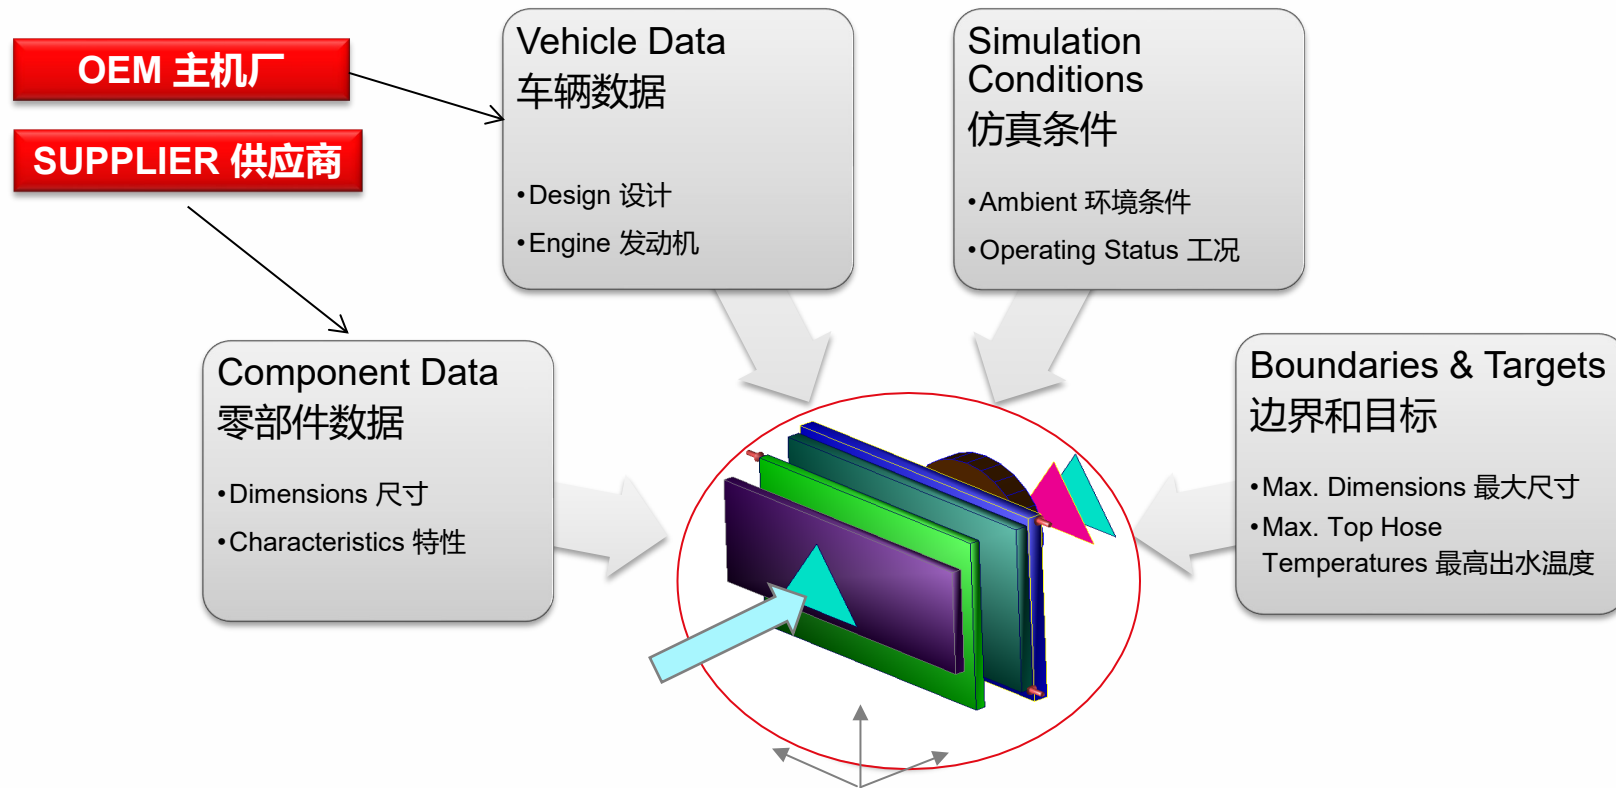 OEM 主机厂
SUPPLIER 供应商
Vehicle Data
车辆数据
•Design 设计
•Engine 发动机
Simulation
Conditions
仿真条件
•Ambient 环境条件
•Operating Status 工况
Component Data
零部件数据
•Dimensions 尺寸
•Characteristics 特性
Boundaries & Targets
边界和目标
•Max. Dimensions 最大尺寸
•Max. Top Hose
Temperatures 最高出水温度